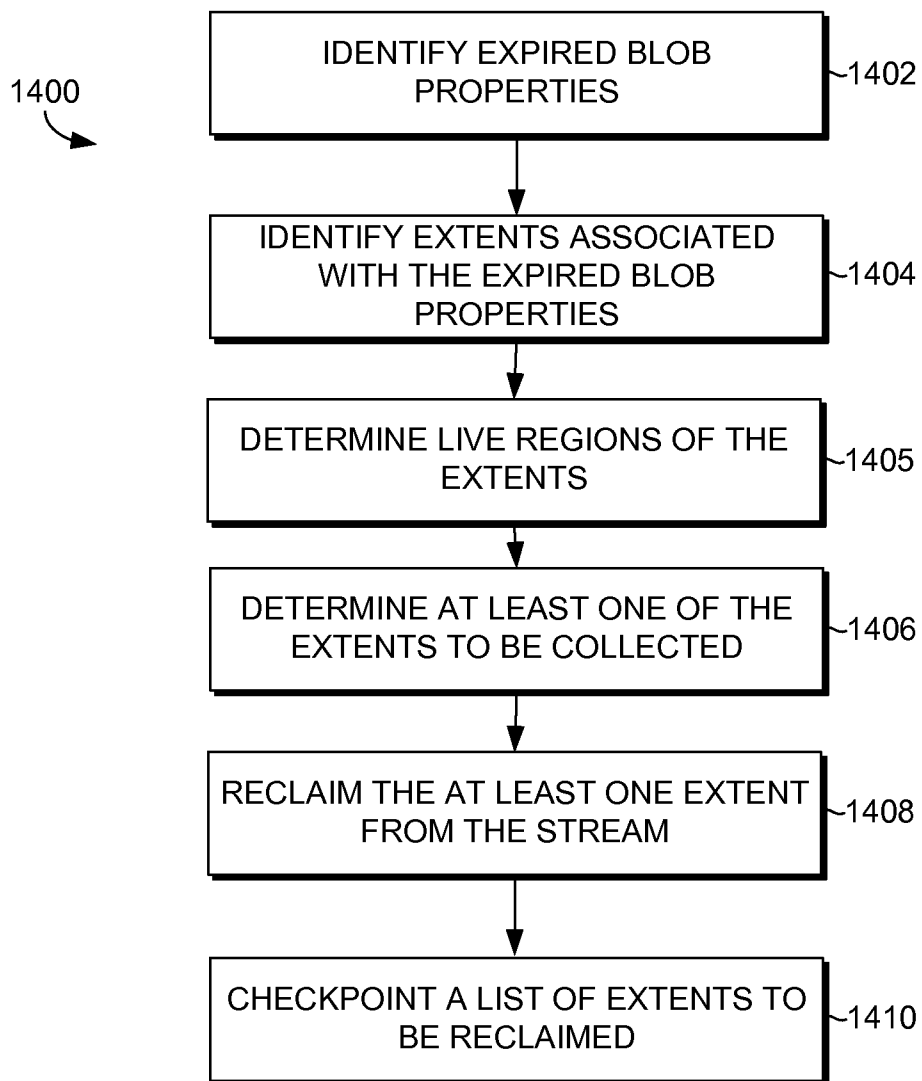 1400
IDENTIFY EXPIRED BLOB
PROPERTIES
1402
IDENTIFY EXTENTS ASSOCIATED
WITH THE EXPIRED BLOB
PROPERTIES
1404
DETERMINE LIVE REGIONS OF THE
EXTENTS
1405
DETERMINE AT LEAST ONE OF THE
EXTENTS TO BE COLLECTED
1406
RECLAIM THE AT LEAST ONE EXTENT
FROM THE STREAM
1408
CHECKPOINT A LIST OF EXTENTS TO
BE RECLAIMED
1410